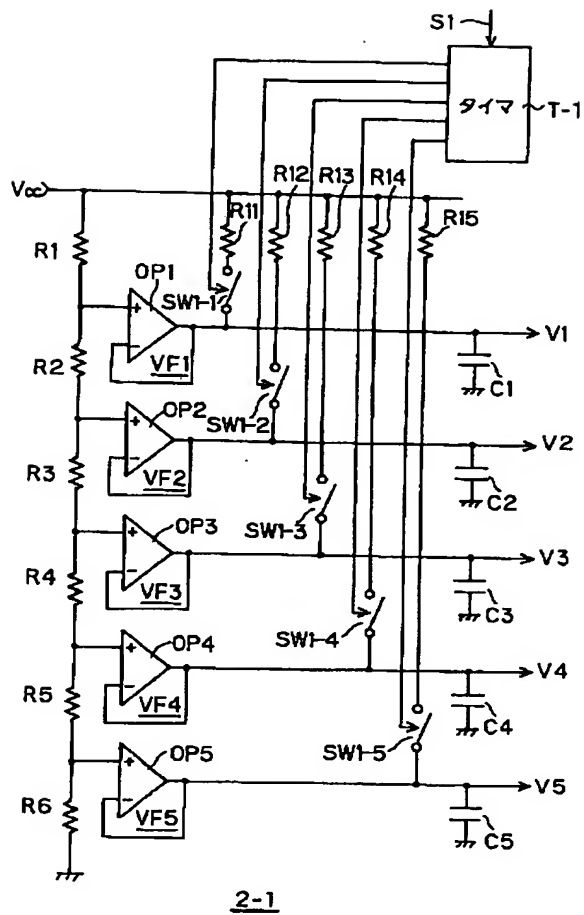 S1
タイマ
T-1
Vcc
R11
R12
R13
R14
R15
R1
OP1
SW1-1
+
-
VF1
V1
C1
R2
OP2
SW1-2
+
-
VF2
V2
C2
R3
OP3
SW1-3
+
-
VF3
V3
C3
R4
OP4
SW1-4
+
-
VF4
V4
C4
R5
OP5
SW1-5
+
-
VF5
V5
C5
R6
2-1